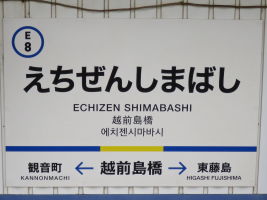 E
8
えちぜんしまばし
ECHIZEN SHIMABASHI
越前島橋
에치젠시마바시
観音町 ← 越前島橋 → 東藤島
KANNONMACHI HIGASHI FUJISHIMA